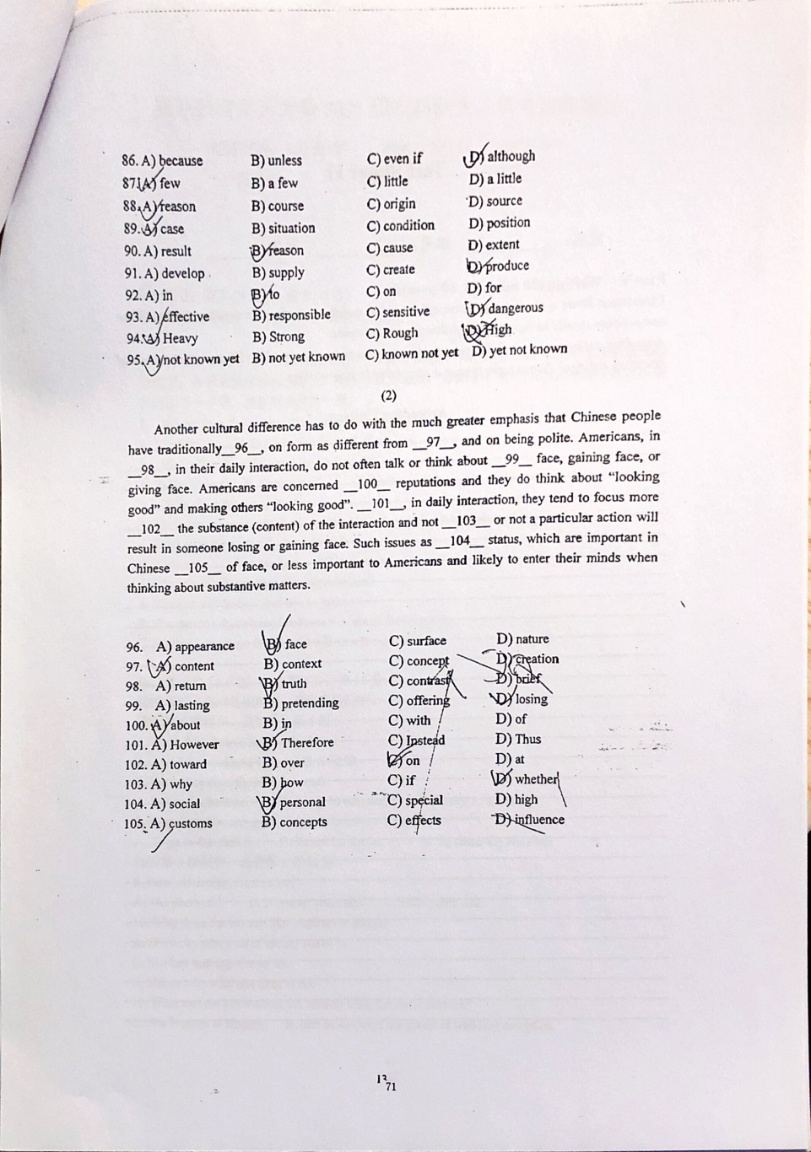 86. A) because B) unless C) even if D) although
87. A) few B) a few C) little D) a little
88. A) reason B) course C) origin D) source
89. A) case B) situation C) condition D) position
90. A) result B) reason C) cause D) extent
91. A) develop B) supply C) create D) produce
92. A) in B) to C) on D) for
93. A) effective B) responsible C) sensitive D) dangerous
94. A) Heavy B) Strong C) Rough D) High
95. A) not known yet B) not yet known C) known not yet D) yet not known
(2)
Another cultural difference has to do with the much greater emphasis that Chinese people
have traditionally__96__, on form as different from __97__, and on being polite. Americans, in
__98__, in their daily interaction, do not often talk or think about __99__ face, gaining face, or
giving face. Americans are concerned __100__ reputations and they do think about “looking
good” and making others “looking good”. __101__, in daily interaction, they tend to focus more
__102__ the substance (content) of the interaction and not __103__ or not a particular action will
result in someone losing or gaining face. Such issues as __104__ status, which are important in
Chinese __105__ of face, or less important to Americans and likely to enter their minds when
thinking about substantive matters.
96. A) appearance B) face C) surface D) nature
97. A) content B) context C) concept D) creation
98. A) return B) truth C) contrast D) brief
99. A) lasting B) pretending C) offering D) losing
100. A) about B) in C) with D) of
101. A) However B) Therefore C) Instead D) Thus
102. A) toward B) over C) on D) at
103. A) why B) how C) if D) whether
104. A) social B) personal C) special D) high
105. A) customs B) concepts C) effects D) influence
71